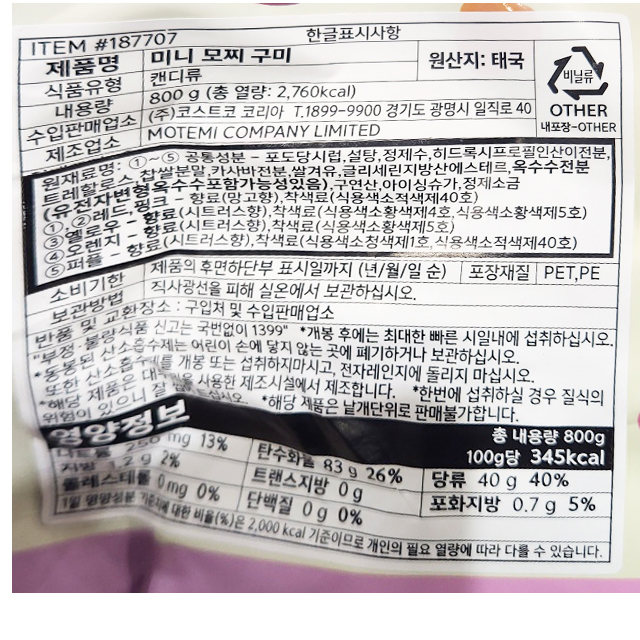 한글표시사항
ITEM #187707
제품명 미니 모찌 구미 원산지: 태국
식품유형 캔디류
내용량 800 g (총 열량: 2,760kcal)
수입판매업소 (주)코스트코 코리아 T.1899-9900 경기도 광명시 일직로 40
제조업소 MOTEMI COMPANY LIMITED
비닐류
OTHER
내포장-OTHER
원재료명: ①~⑤ 공통성분 - 포도당시럽,설탕,정제수,히드록시프로필인산이전분,
트레할로스,찹쌀분말,카사바전분,쌀겨유,글리세린지방산에스테르,옥수수전분
(유전자변형옥수수포함가능성있음),구연산,아이싱슈가,정제소금
①,②레드,핑크 - 향료(망고향),착색료(식용색소적색제40호)
③옐로우 - 향료(시트러스향),착색료(식용색소황색제4호,식용색소황색제5호)
④오렌지 - 향료(시트러스향),착색료(식용색소황색제5호)
⑤퍼플 - 향료(시트러스향),착색료(식용색소청색제1호,식용색소적색제40호)
소비기한 제품의 후면하단부 표시일까지 (년/월/일 순) 포장재질 PET,PE
보관방법 직사광선을 피해 실온에서 보관하십시오.
반품 및 교환장소 : 구입처 및 수입판매업소
"부정·불량식품 신고는 국번없이 1399" *개봉 후에는 최대한 빠른 시일내에 섭취하십시오.
*동봉된 산소흡수제는 어린이 손에 닿지 않는 곳에 폐기하거나 보관하십시오.
또한 산소흡수제를 개봉 또는 섭취하지마시고, 전자레인지에 돌리지 마십시오.
*해당 제품은 사용한 제조시설에서 제조합니다. *한번에 섭취하실 경우 질식의
위험이 있으니 잘 *해당 제품은 낱개단위로 판매불가합니다.
영양정보 총 내용량 800g
100g당 345kcal
나트륨 250 mg 13% 탄수화물 83 g 26% 당류 40 g 40%
지방 1.2 g 2% 트랜스지방 0 g 포화지방 0.7 g 5%
콜레스테롤 0 mg 0% 단백질 0 g 0%
1일 영양성분 기준치에 대한 비율(%)은 2,000 kcal 기준이므로 개인의 필요 열량에 따라 다를 수 있습니다.